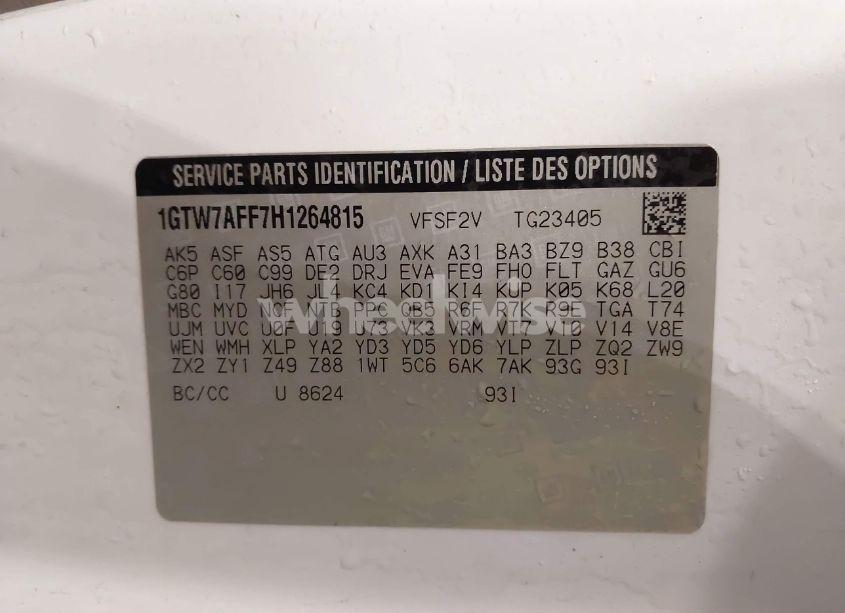 SERVICE PARTS IDENTIFICATION / LISTE DES OPTIONS
1GTW7AFF7H1264815 VFSF2V TG23405
AK5 ASF AS5 ATG AU3 AXK A31 BA3 BZ9 B38 CBI
C6P C60 C99 DE2 DRJ EVA FE9 FHO FLT GAZ GU6
G80 I17 JH6 JL4 KC4 KD1 KI4 KUP K05 K68 L20
MBC MYD NCF NTB PPC QB5 R6F R7K R9E TGA T74
UJM UVC U0F U19 U73 VK3 VRM VT7 V1D V14 V8E
WEN WMH XLP YA2 YD3 YD5 YD6 YLP ZLP ZQ2 ZW9
ZX2 ZY1 Z49 Z88 1WT 5C6 6AK 7AK 93G 93I
BC/CC U 8624 93I
wheelwise